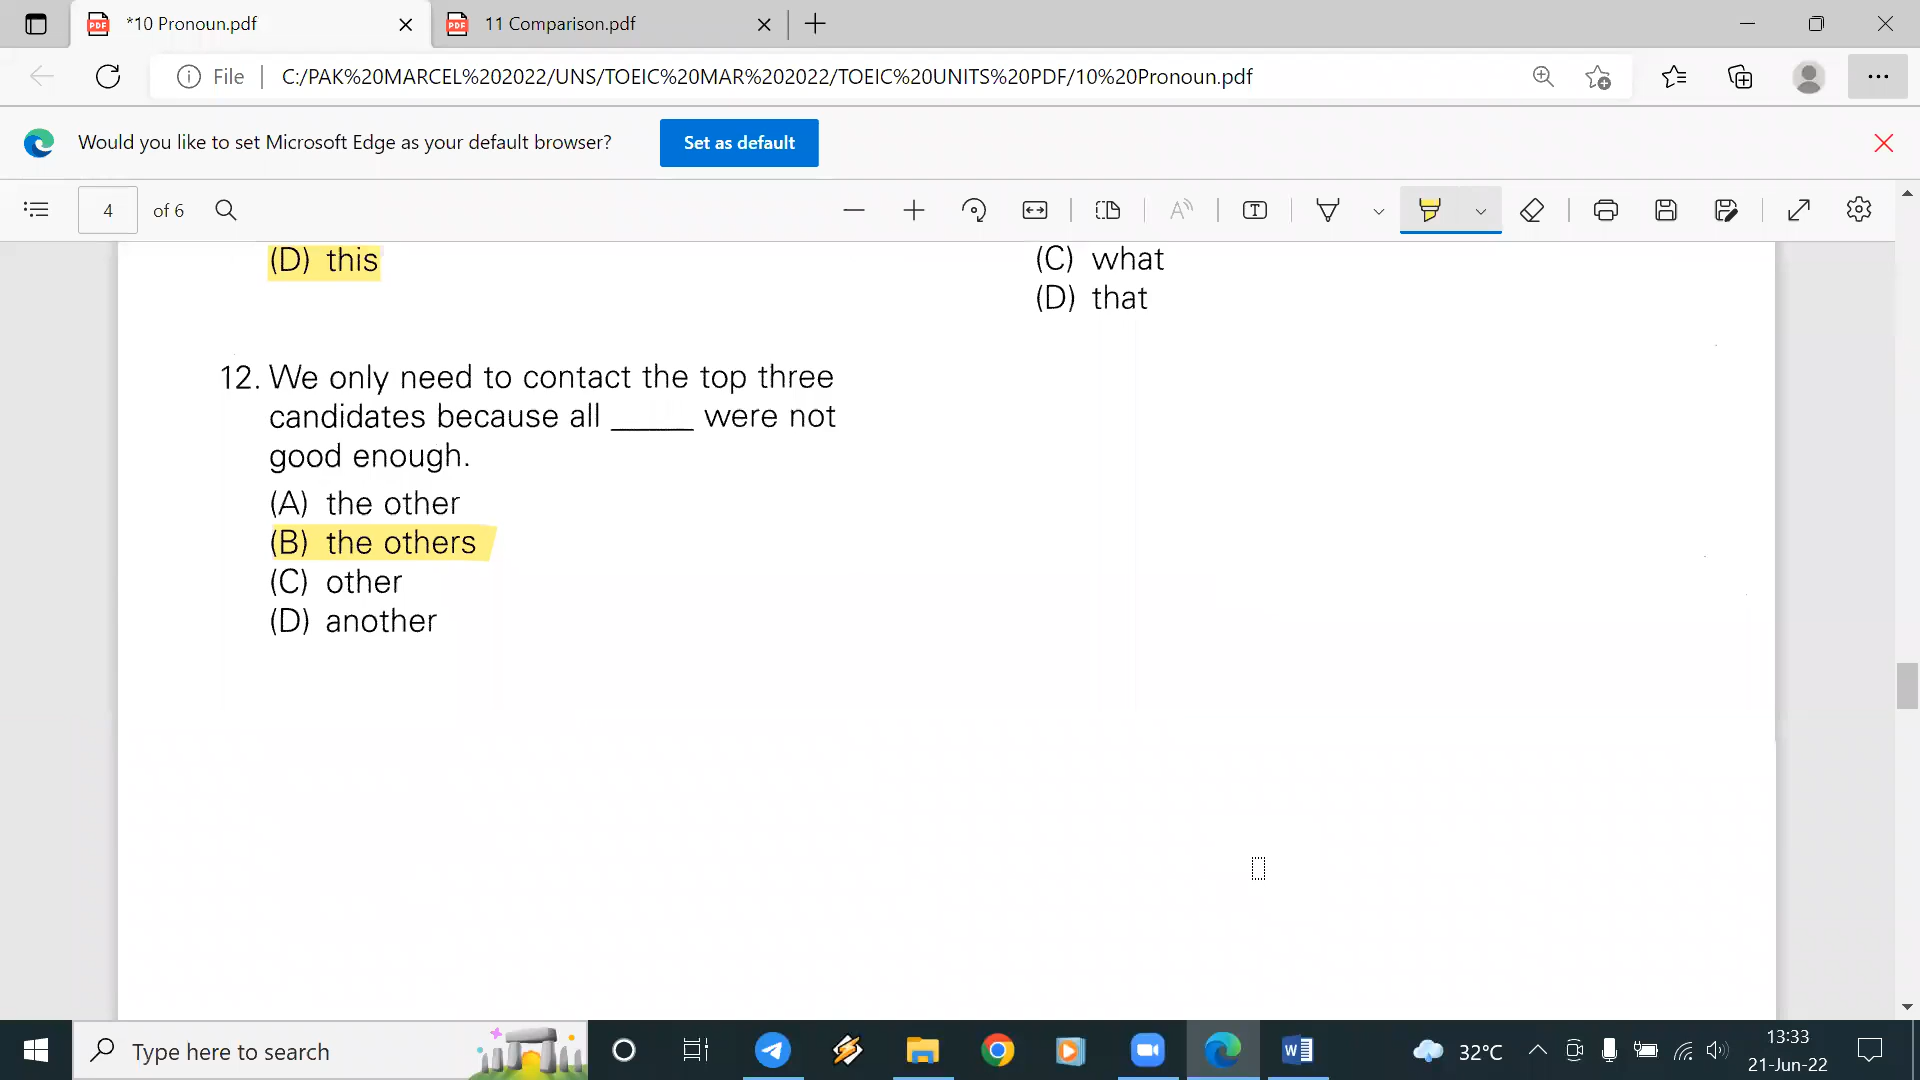 *10 Pronoun.pdf
11 Comparison.pdf
File
C:/PAK%20MARCEL%202022/UNS/TOEIC%20MAR%202022/TOEIC%20UNITS%20PDF/10%20Pronoun.pdf
Would you like to set Microsoft Edge as your default browser?
Set as default
4 of 6
(D) this
(C) what
(D) that
12. We only need to contact the top three
candidates because all _____ were not
good enough.
(A) the other
(B) the others
(C) other
(D) another
Type here to search
32°C
13:33
21-Jun-22